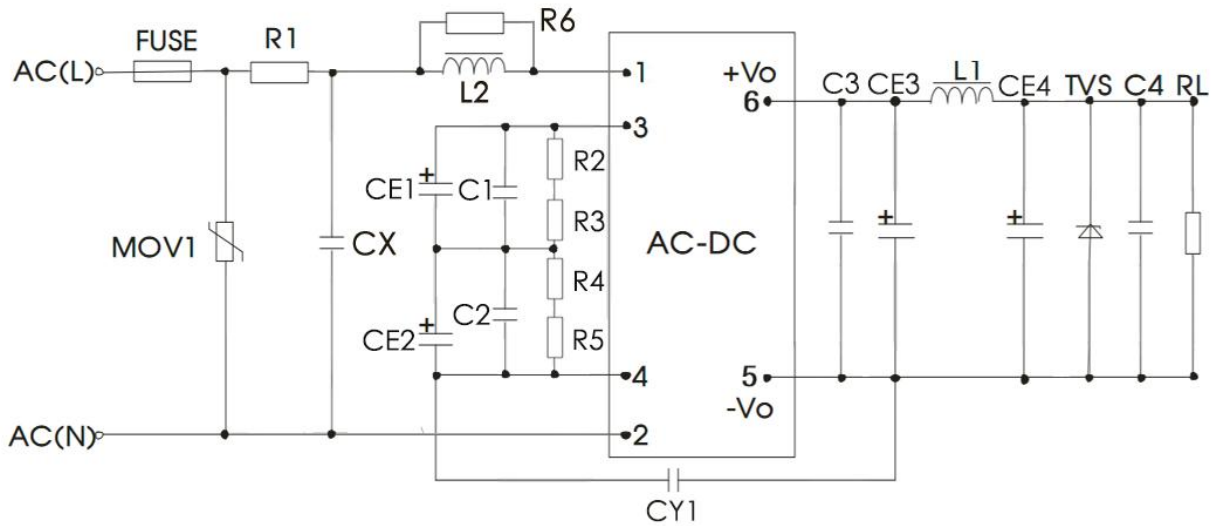 R6
FUSE
R1
AC(L)
L2
1
+Vo
6
C3
CE3
L1
CE4
TVS
C4
RL
3
R2
+
CE1
C1
R3
MOV1
CX
AC-DC
+
+
R4
+
CE2
C2
R5
4
5
-Vo
AC(N)
2
CY1